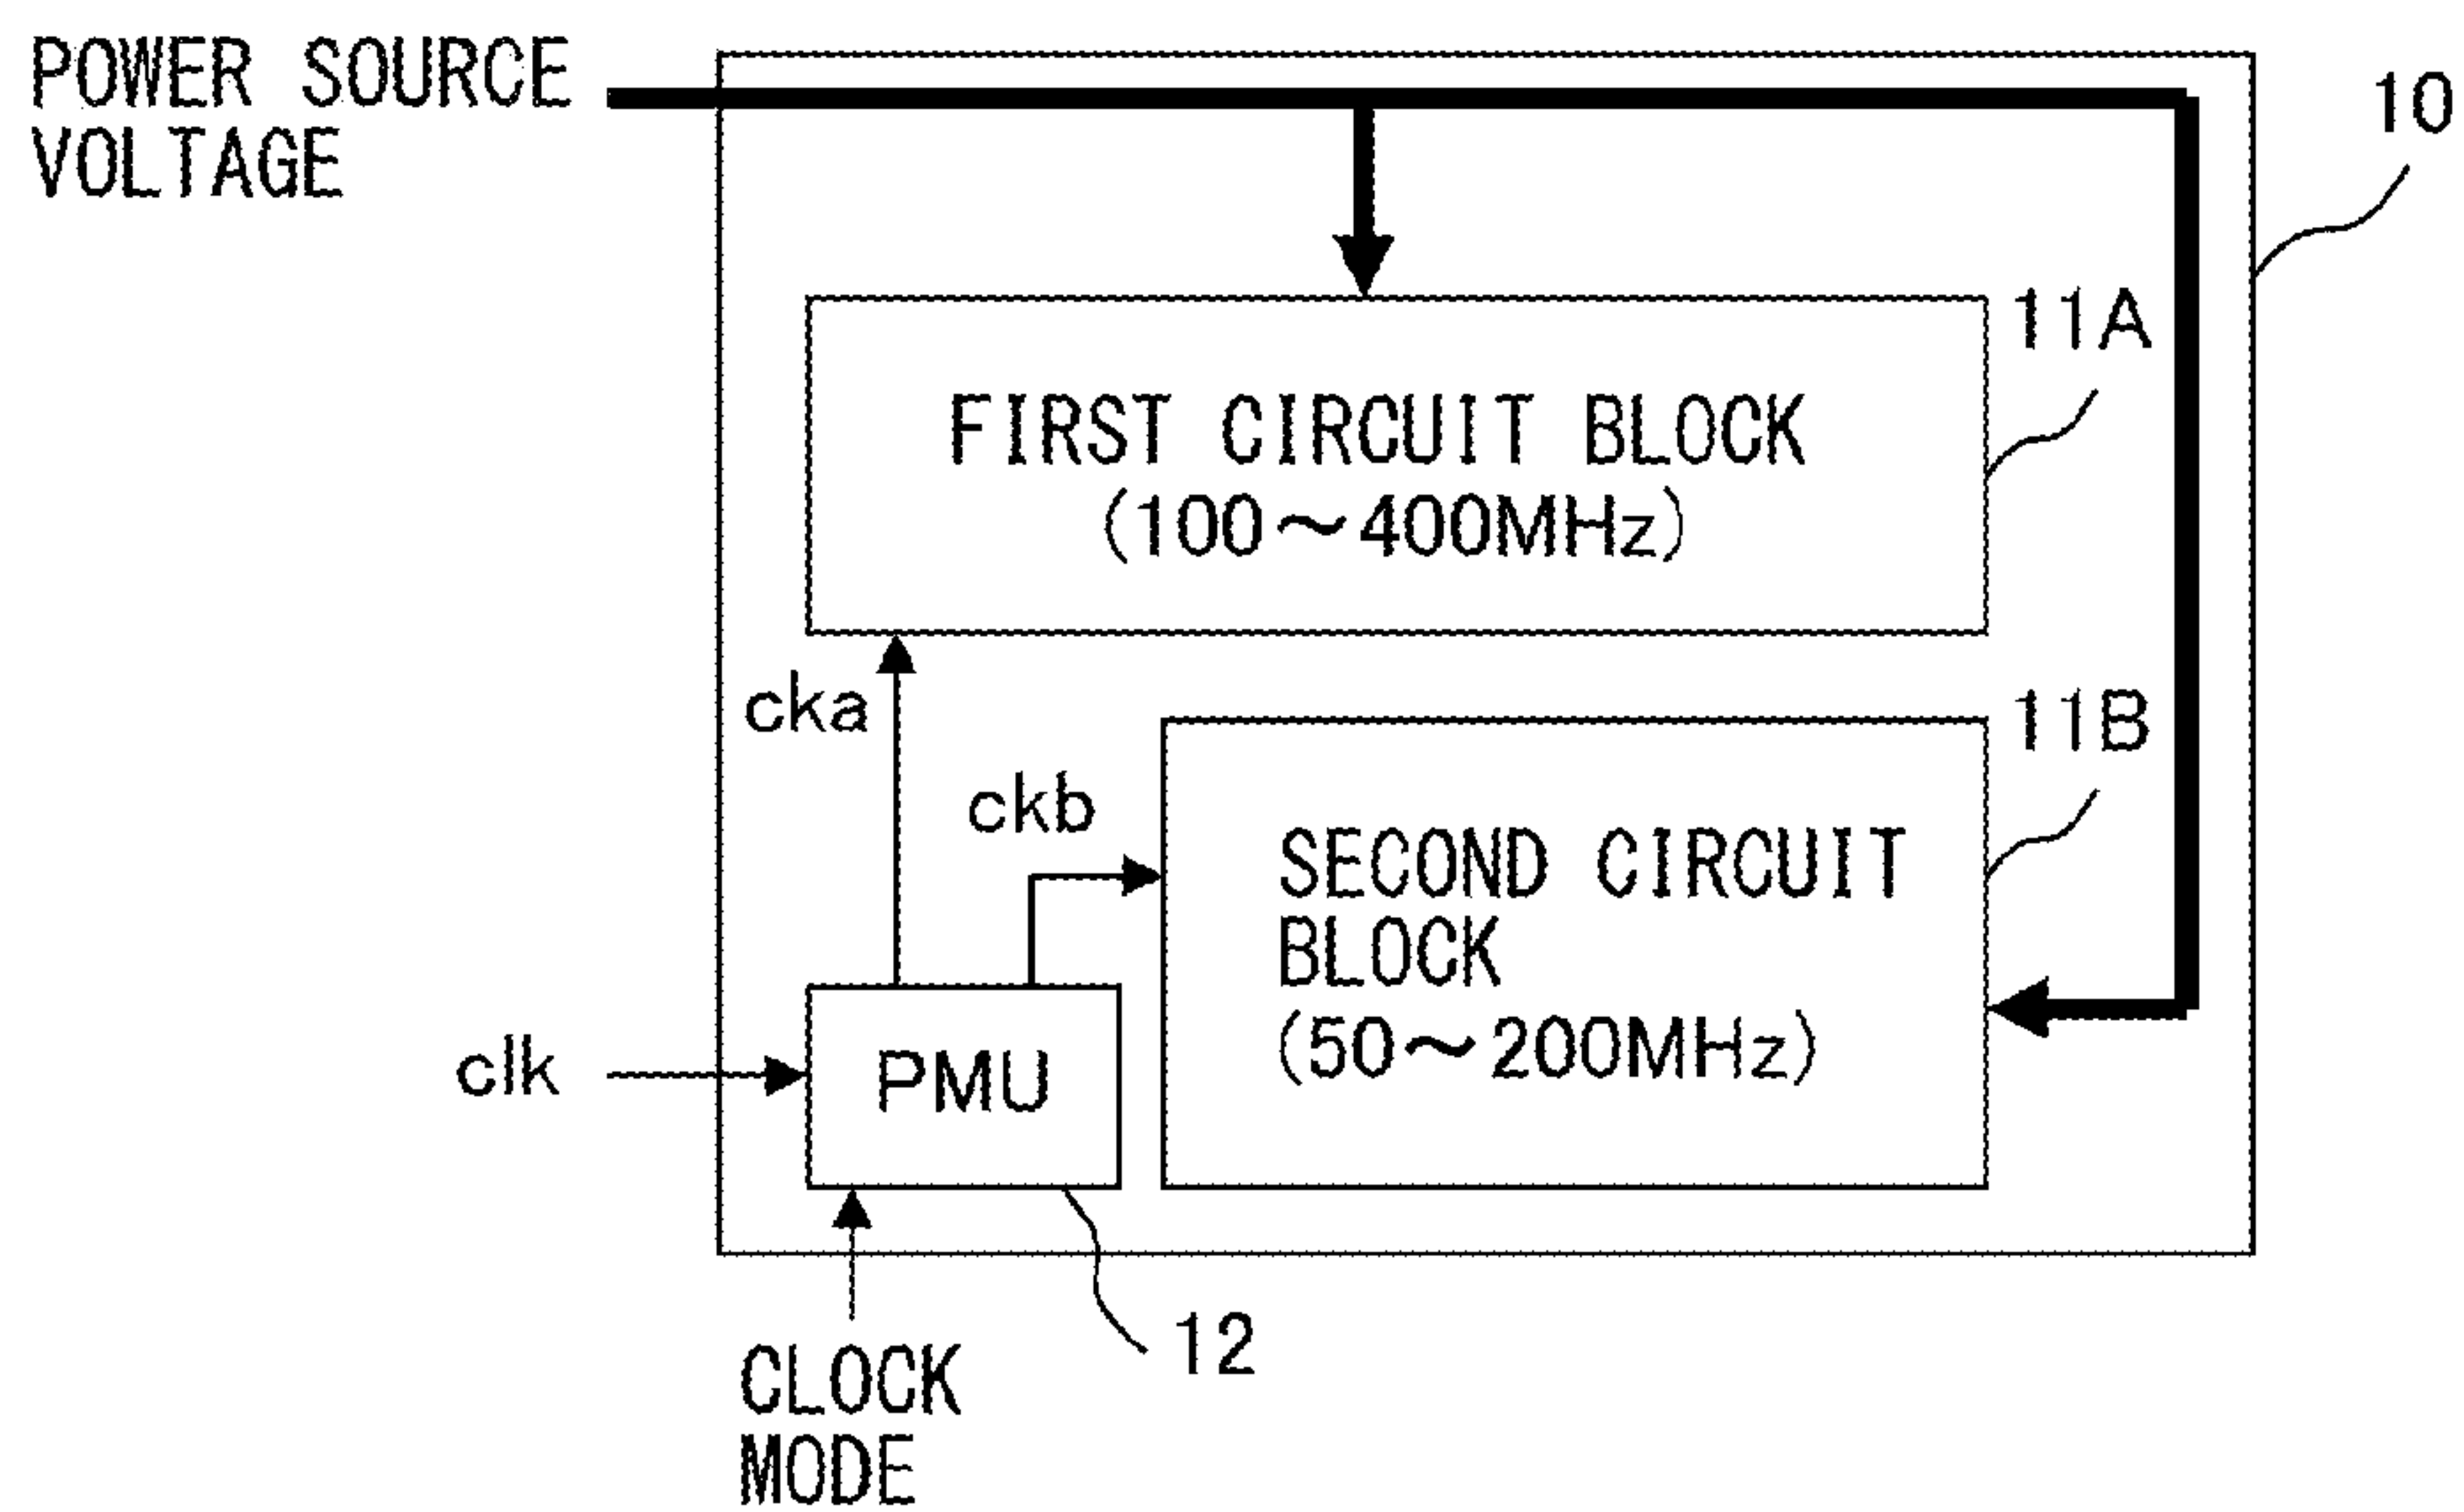 POWER SOURCE
VOLTAGE
10
11A
FIRST CIRCUIT BLOCK
(100～400MHz)
cka
11B
ckb
SECOND CIRCUIT
BLOCK
(50～200MHz)
clk
PMU
12
CLOCK
MODE